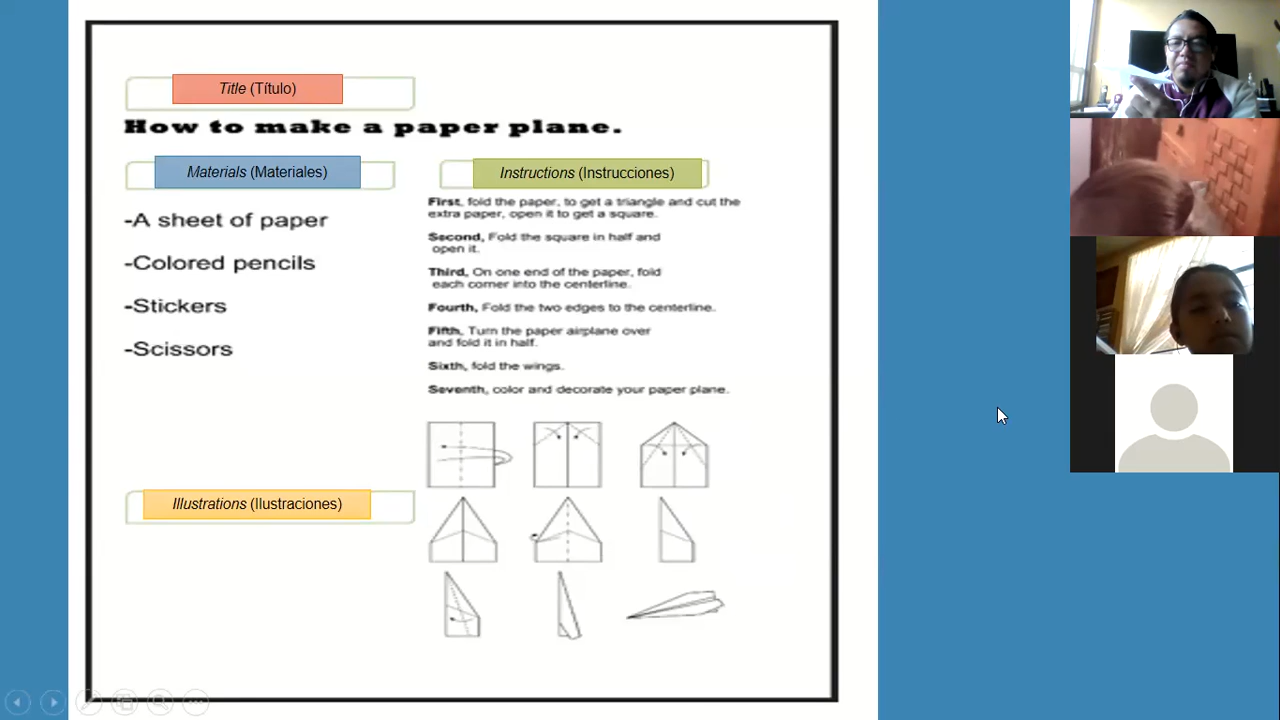 Title (Título)
How to make a paper plane.
Materials (Materiales)
-A sheet of paper
-Colored pencils
-Stickers
-Scissors
Instructions (Instrucciones)
First, fold the paper, to get a triangle and cut the
extra paper, open it to get a square.
Second, Fold the square in half and
open it.
Third, On one end of the paper, fold
each corner into the centerline.
Fourth, Fold the two edges to the centerline.
Fifth, Turn the paper airplane over
and fold it in half.
Sixth, fold the wings.
Seventh, color and decorate your paper plane.
Illustrations (Ilustraciones)